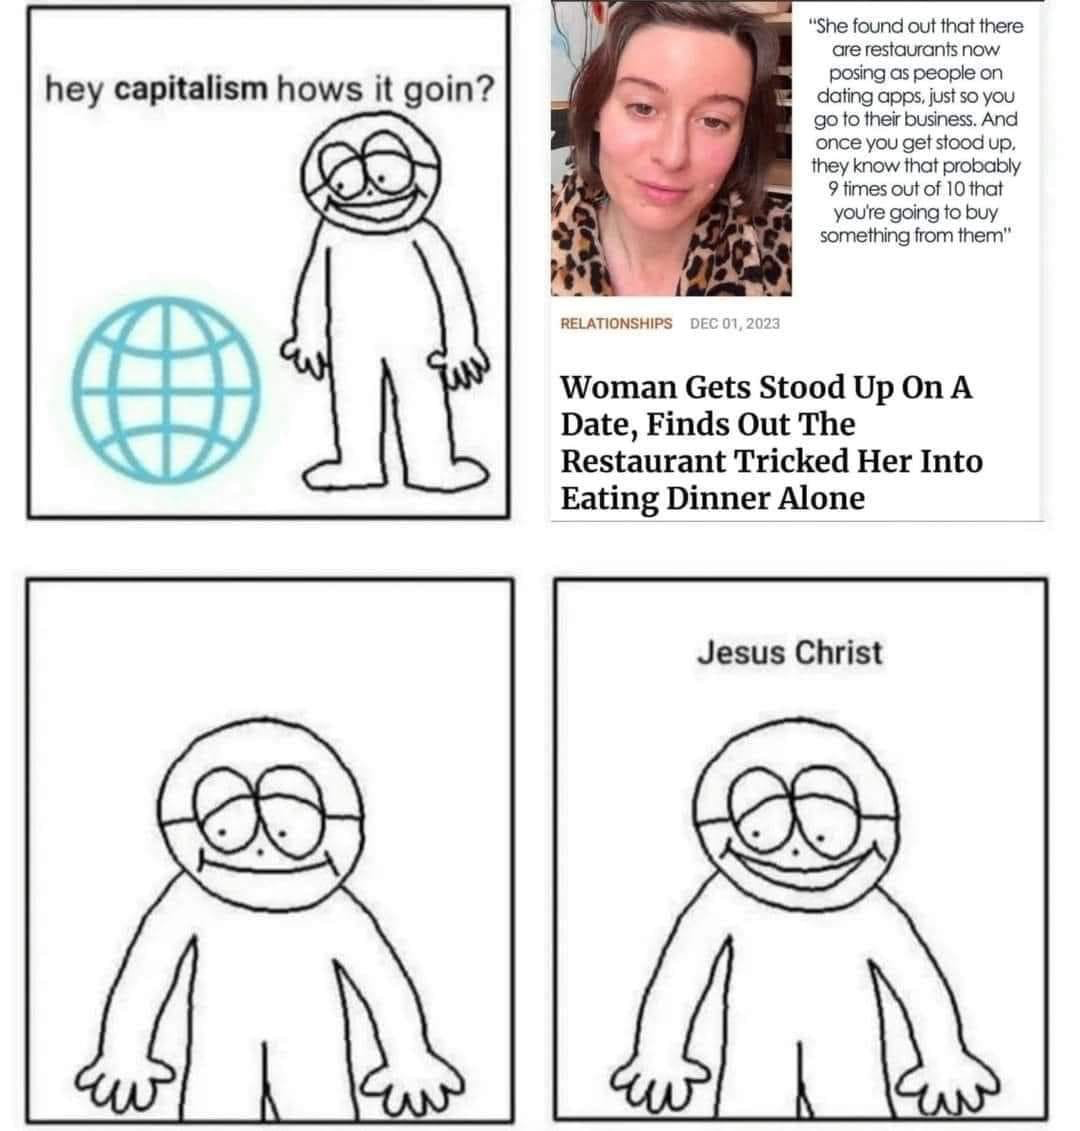 hey capitalism hows it goin?
"She found out that there
are restaurants now
posing as people on
dating apps, just so you
go to their business. And
once you get stood up,
they know that probably
9 times out of 10 that
you're going to buy
something from them"
RELATIONSHIPS DEC 01, 2023
Woman Gets Stood Up On A
Date, Finds Out The
Restaurant Tricked Her Into
Eating Dinner Alone
Jesus Christ